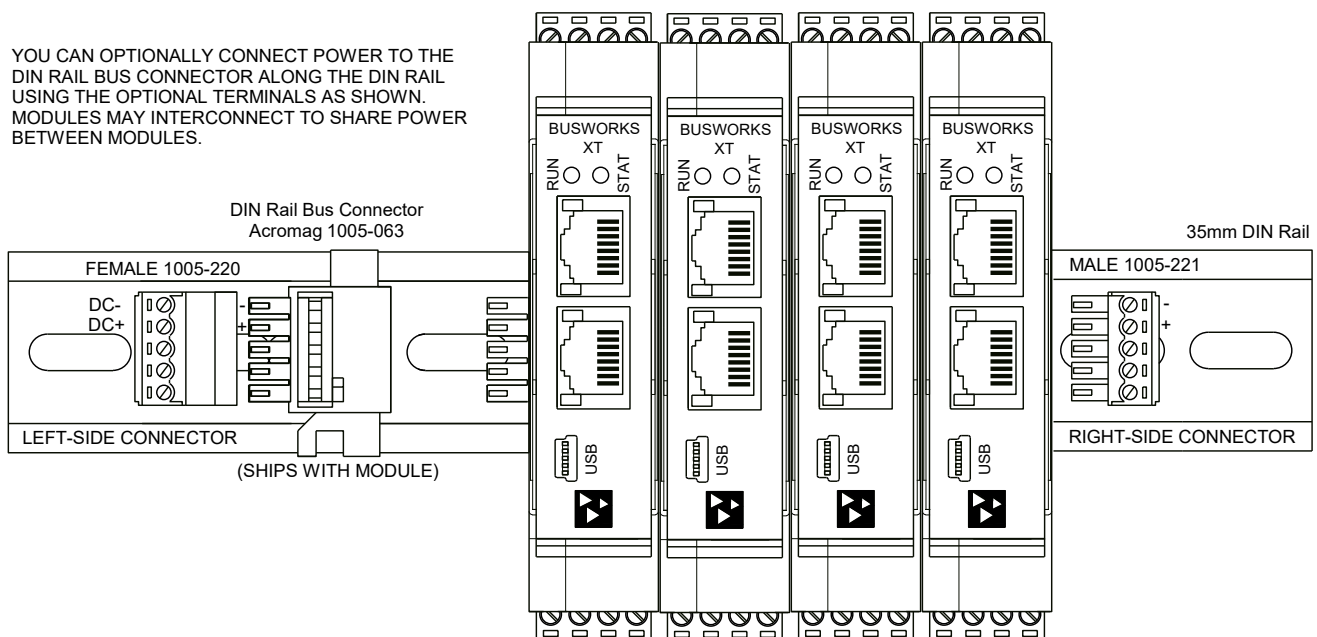 YOU CAN OPTIONALLY CONNECT POWER TO THE
DIN RAIL BUS CONNECTOR ALONG THE DIN RAIL
USING THE OPTIONAL TERMINALS AS SHOWN.
MODULES MAY INTERCONNECT TO SHARE POWER
BETWEEN MODULES.
DIN Rail Bus Connector
Acromag 1005-063
FEMALE 1005-220
DC-
DC+
-
+
LEFT-SIDE CONNECTOR
(SHIPS WITH MODULE)
BUSWORKS
XT
RUN
STAT
USB
BUSWORKS
XT
RUN
STAT
USB
BUSWORKS
XT
RUN
STAT
USB
BUSWORKS
XT
RUN
STAT
USB
35mm DIN Rail
MALE 1005-221
-
+
RIGHT-SIDE CONNECTOR